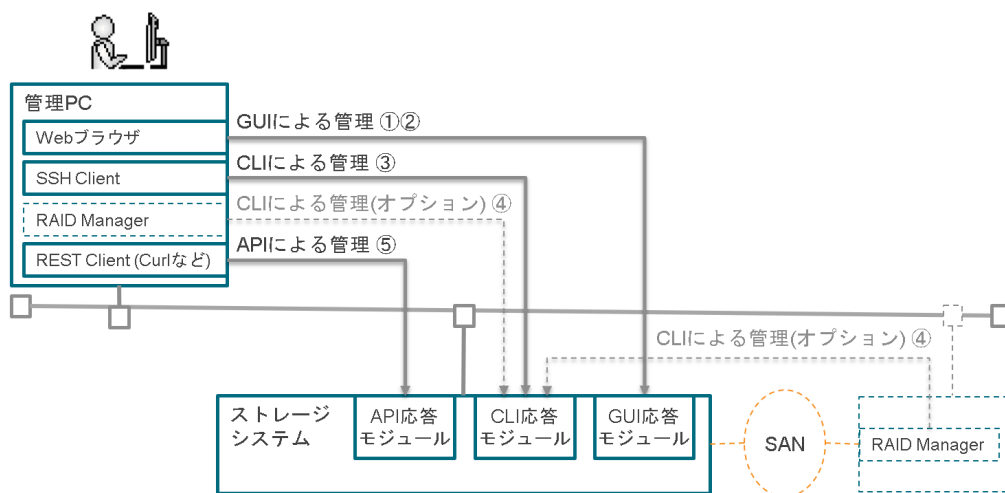 管理PC
Webブラウザ
GUIによる管理 ①②
SSH Client
CLIによる管理 ③
RAID Manager
CLIによる管理(オプション) ④
REST Client (Curlなど)
APIによる管理 ⑤
CLIによる管理(オプション) ④
ストレージ
システム
API応答
モジュール
CLI応答
モジュール
GUI応答
モジュール
SAN
RAID Manager